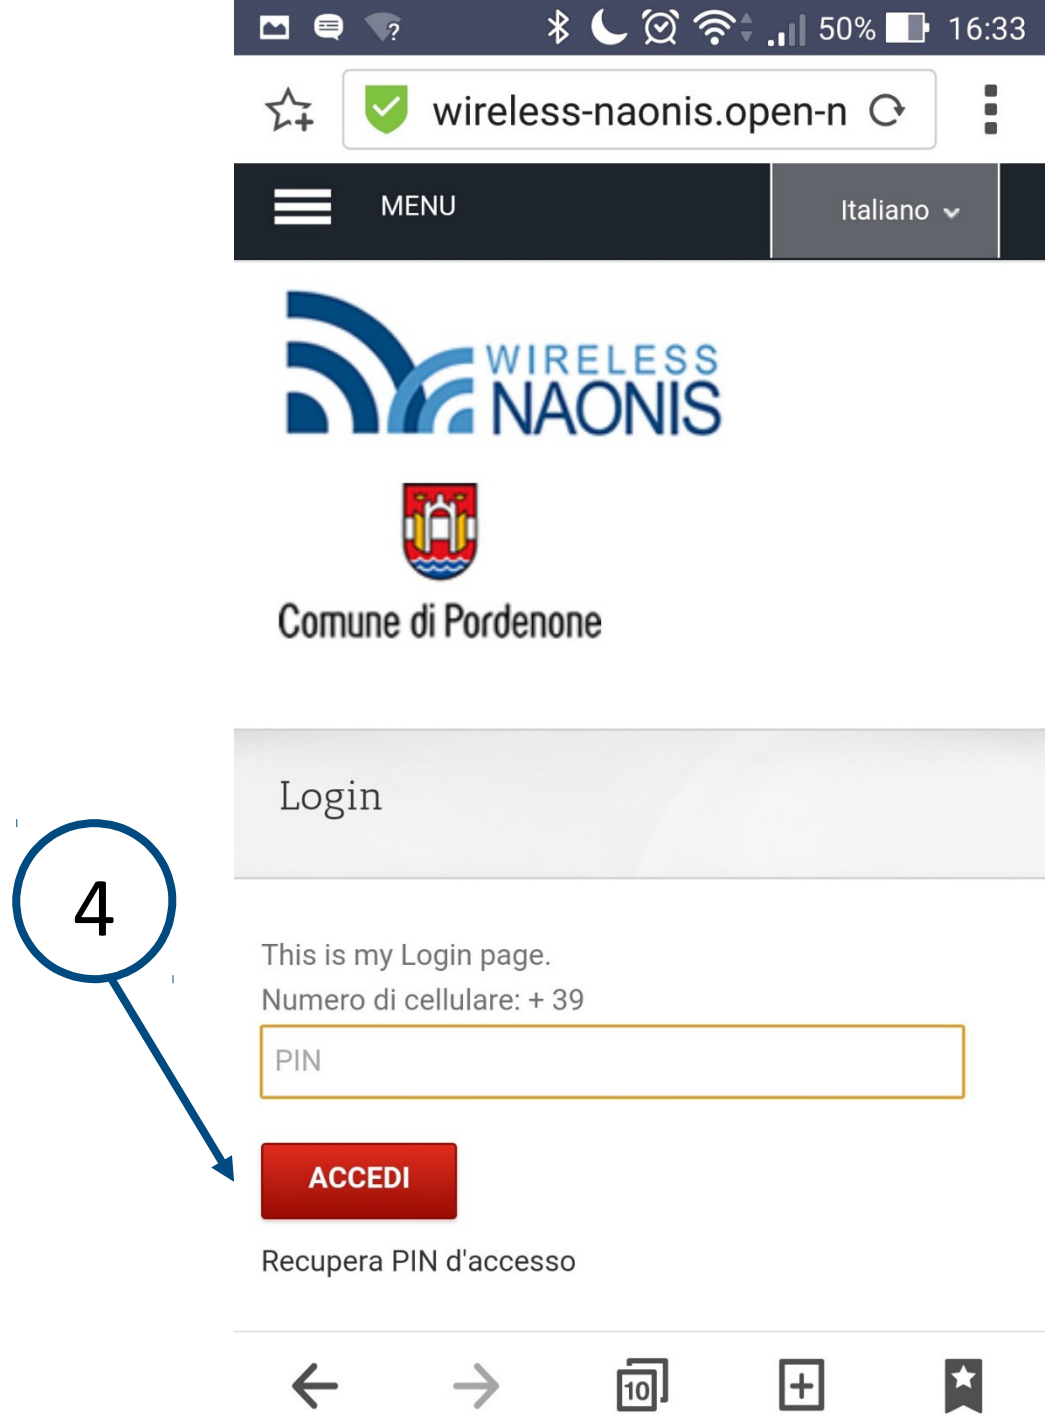 50% 16:33
wireless-naonis.open-n
MENU
Italiano
WIRELESS
NAONIS
Comune di Pordenone
Login
4
This is my Login page.
Numero di cellulare: + 39
PIN
ACCEDI
Recupera PIN d'accesso
10